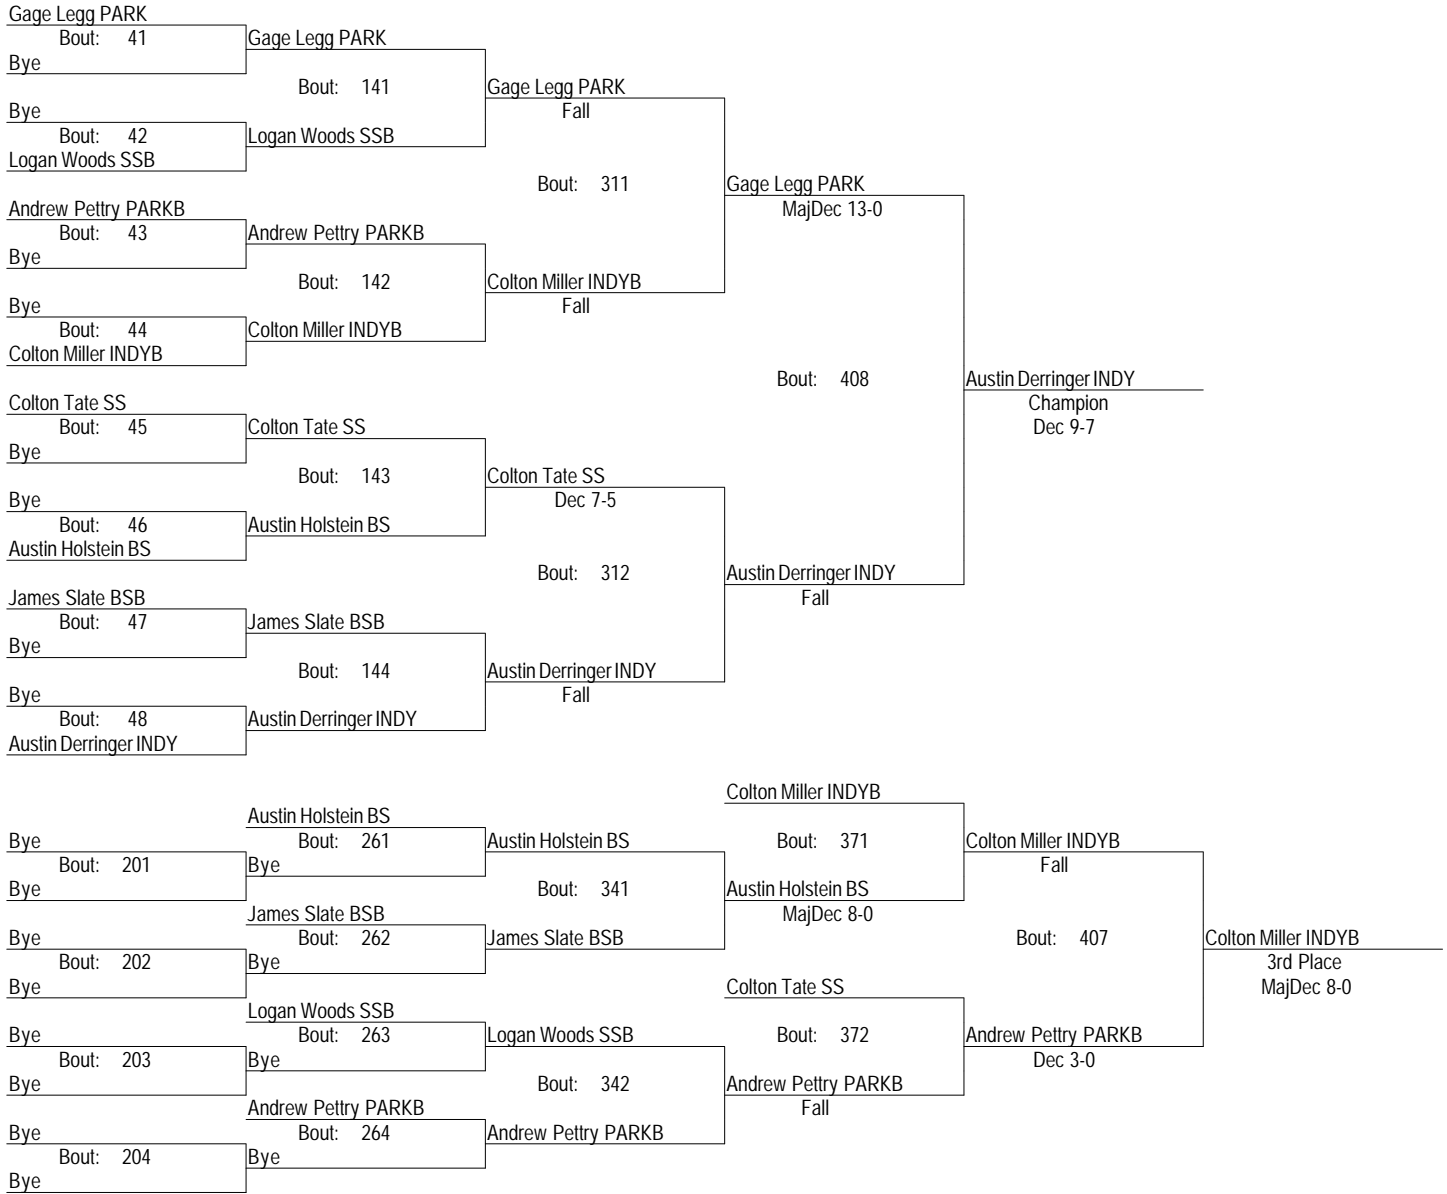 Gage Legg PARK
Bout: 41
Gage Legg PARK
Bye
Bout: 141
Gage Legg PARK
Bye
Fall
Bout: 42
Logan Woods SSB
Logan Woods SSB
Bout: 311
Gage Legg PARK
Andrew Pettry PARKB
MajDec 13-0
Bout: 43
Andrew Pettry PARKB
Bye
Bout: 142
Colton Miller INDYB
Bye
Fall
Bout: 44
Colton Miller INDYB
Colton Miller INDYB
Bout: 408
Austin Derringer INDY
Colton Tate SS
Champion
Bout: 45
Colton Tate SS
Dec 9-7
Bye
Bout: 143
Colton Tate SS
Bye
Dec 7-5
Bout: 46
Austin Holstein BS
Austin Holstein BS
Bout: 312
Austin Derringer INDY
James Slate BSB
Fall
Bout: 47
James Slate BSB
Bye
Bout: 144
Austin Derringer INDY
Bye
Fall
Bout: 48
Austin Derringer INDY
Austin Derringer INDY
Colton Miller INDYB
Austin Holstein BS
Bye
Bout: 261
Austin Holstein BS
Bout: 371
Colton Miller INDYB
Bout: 201
Bye
Fall
Bye
Bout: 341
Austin Holstein BS
James Slate BSB
MajDec 8-0
Bye
Bout: 262
James Slate BSB
Bout: 407
Colton Miller INDYB
Bout: 202
Bye
3rd Place
Bye
Colton Tate SS
MajDec 8-0
Logan Woods SSB
Bye
Bout: 263
Logan Woods SSB
Bout: 372
Andrew Pettry PARKB
Bout: 203
Bye
Dec 3-0
Bye
Bout: 342
Andrew Pettry PARKB
Andrew Pettry PARKB
Fall
Bye
Bout: 264
Andrew Pettry PARKB
Bout: 204
Bye
Bye